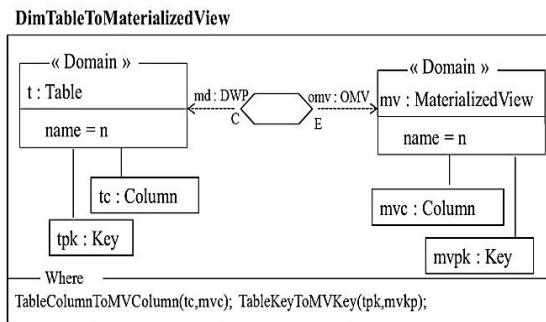 DimTableToMaterializedView
« Domain »
t : Table
name = n
tc : Column
tpk : Key
md : DWP
C
omv : OMV
E
« Domain »
mv : MaterializedView
name = n
mvc : Column
mvpk : Key
Where
TableColumnToMVColumn(tc,mvc); TableKeyToMVKey(tpk,mvkp);